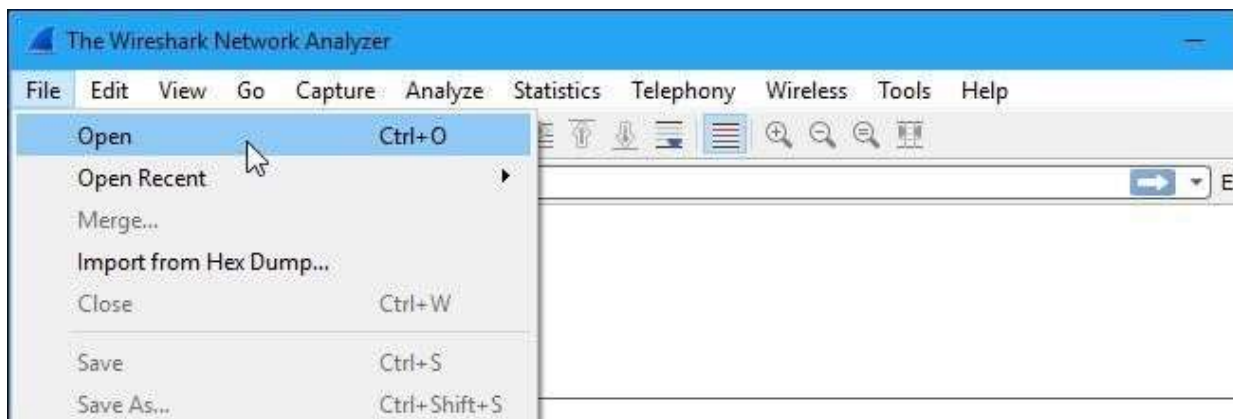 The Wireshark Network Analyzer
File Edit View Go Capture Analyze Statistics Telephony Wireless Tools Help
Open Ctrl+O
Open Recent
Merge...
Import from Hex Dump...
Close Ctrl+W
Save Ctrl+S
Save As... Ctrl+Shift+S